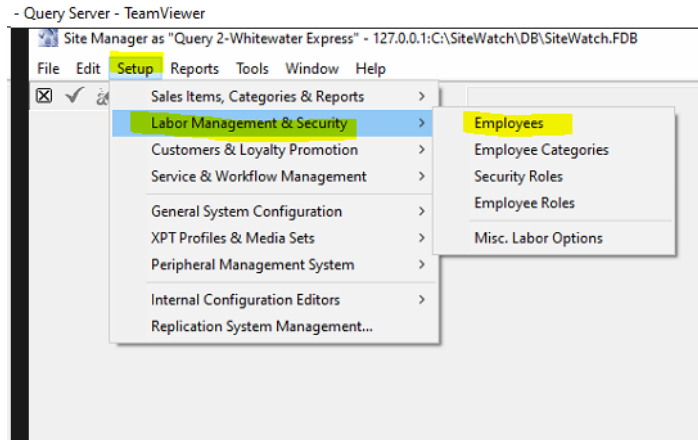 - Query Server - TeamViewer
Site Manager as "Query 2-Whitewater Express" - 127.0.0.1:C:\SiteWatch\DB\SiteWatch.FDB
File Edit Setup Reports Tools Window Help
Sales Items, Categories & Reports
Labor Management & Security
Customers & Loyalty Promotion
Service & Workflow Management
General System Configuration
XPT Profiles & Media Sets
Peripheral Management System
Internal Configuration Editors
Replication System Management...
Employees
Employee Categories
Security Roles
Employee Roles
Misc. Labor Options